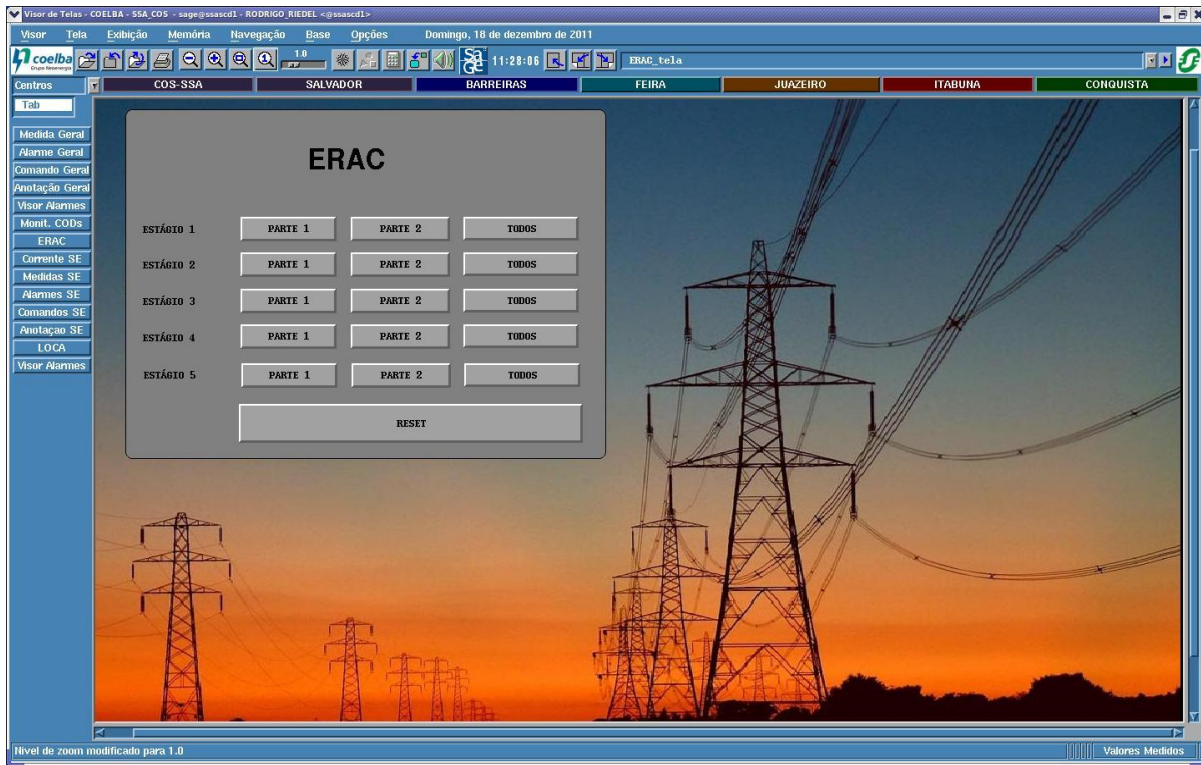 Visor de Telas - COELBA - SSA_COS - sage@ssascd1 - RODRIGO_RIEDEL <@ssascd1>
Visor Tela Exibição Memória Navegação Base Opções Domingo, 18 de dezembro de 2011
coelba
Grupo Neoenergia
1.0
SaGe
11:28:06
ERAC_tela
Centros COS-SSA SALVADOR BARREIRAS FEIRA JUAZEIRO ITABUNA CONQUISTA
Tab
Medida Geral
Alarme Geral
Comando Geral
Anotação Geral
Visor Alarmes
Monit. CODs
ERAC
Corrente SE
Medidas SE
Alarmes SE
Comandos SE
Anotaçao SE
LOCA
Visor Alarmes
ERAC
ESTÁGIO 1 PARTE 1 PARTE 2 TODOS
ESTÁGIO 2 PARTE 1 PARTE 2 TODOS
ESTÁGIO 3 PARTE 1 PARTE 2 TODOS
ESTÁGIO 4 PARTE 1 PARTE 2 TODOS
ESTÁGIO 5 PARTE 1 PARTE 2 TODOS
RESET
Nível de zoom modificado para 1.0
Valores Medidos